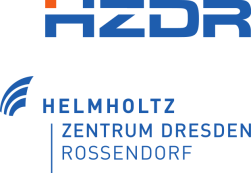 HZDR
HELMHOLTZ
ZENTRUM DRESDEN
ROSSENDORF